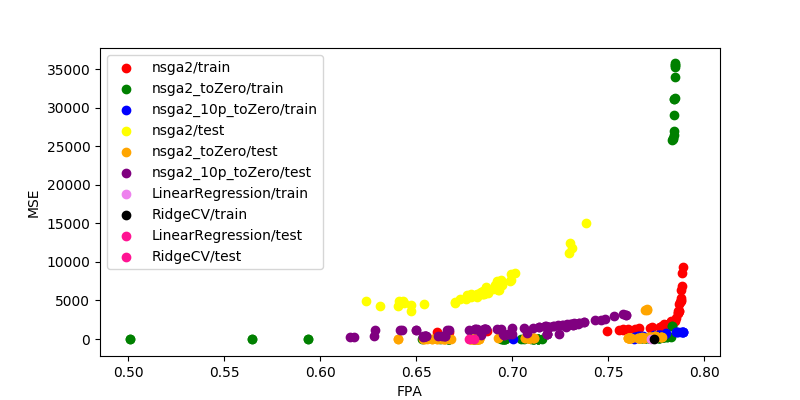 35000
30000
25000
20000
15000
10000
5000
0
MSE
nsga2/train
nsga2_toZero/train
nsga2_10p_toZero/train
nsga2/test
nsga2_toZero/test
nsga2_10p_toZero/test
LinearRegression/train
RidgeCV/train
LinearRegression/test
RidgeCV/test
0.50 0.55 0.60 0.65 0.70 0.75 0.80
FPA